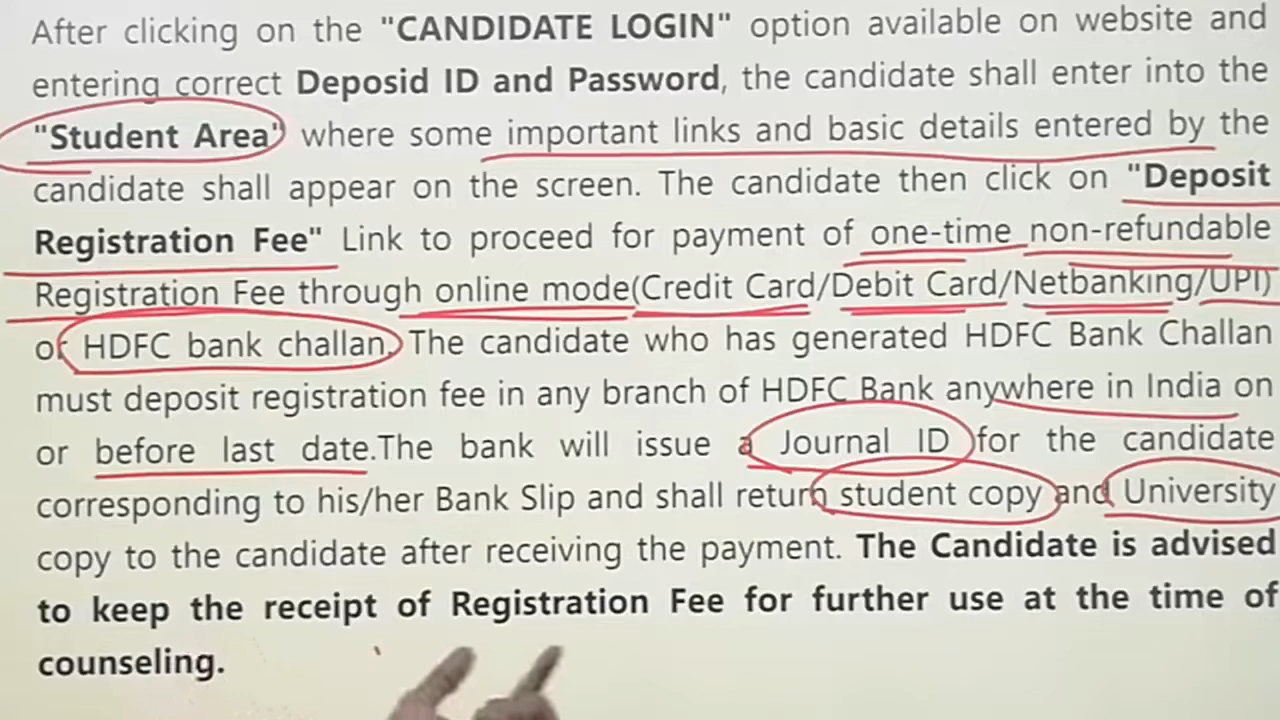 After clicking on the "CANDIDATE LOGIN" option available on website and
entering correct Deposid ID and Password, the candidate shall enter into the
"Student Area" where some important links and basic details entered by the
candidate shall appear on the screen. The candidate then click on "Deposit
Registration Fee" Link to proceed for payment of one-time non-refundable
Registration Fee through online mode(Credit Card/Debit Card/Netbanking/UPI)
or HDFC bank challan. The candidate who has generated HDFC Bank Challan
must deposit registration fee in any branch of HDFC Bank anywhere in India on
or before last date.The bank will issue a Journal ID for the candidate
corresponding to his/her Bank Slip and shall return student copy and University
copy to the candidate after receiving the payment. The Candidate is advised
to keep the receipt of Registration Fee for further use at the time of
counseling.